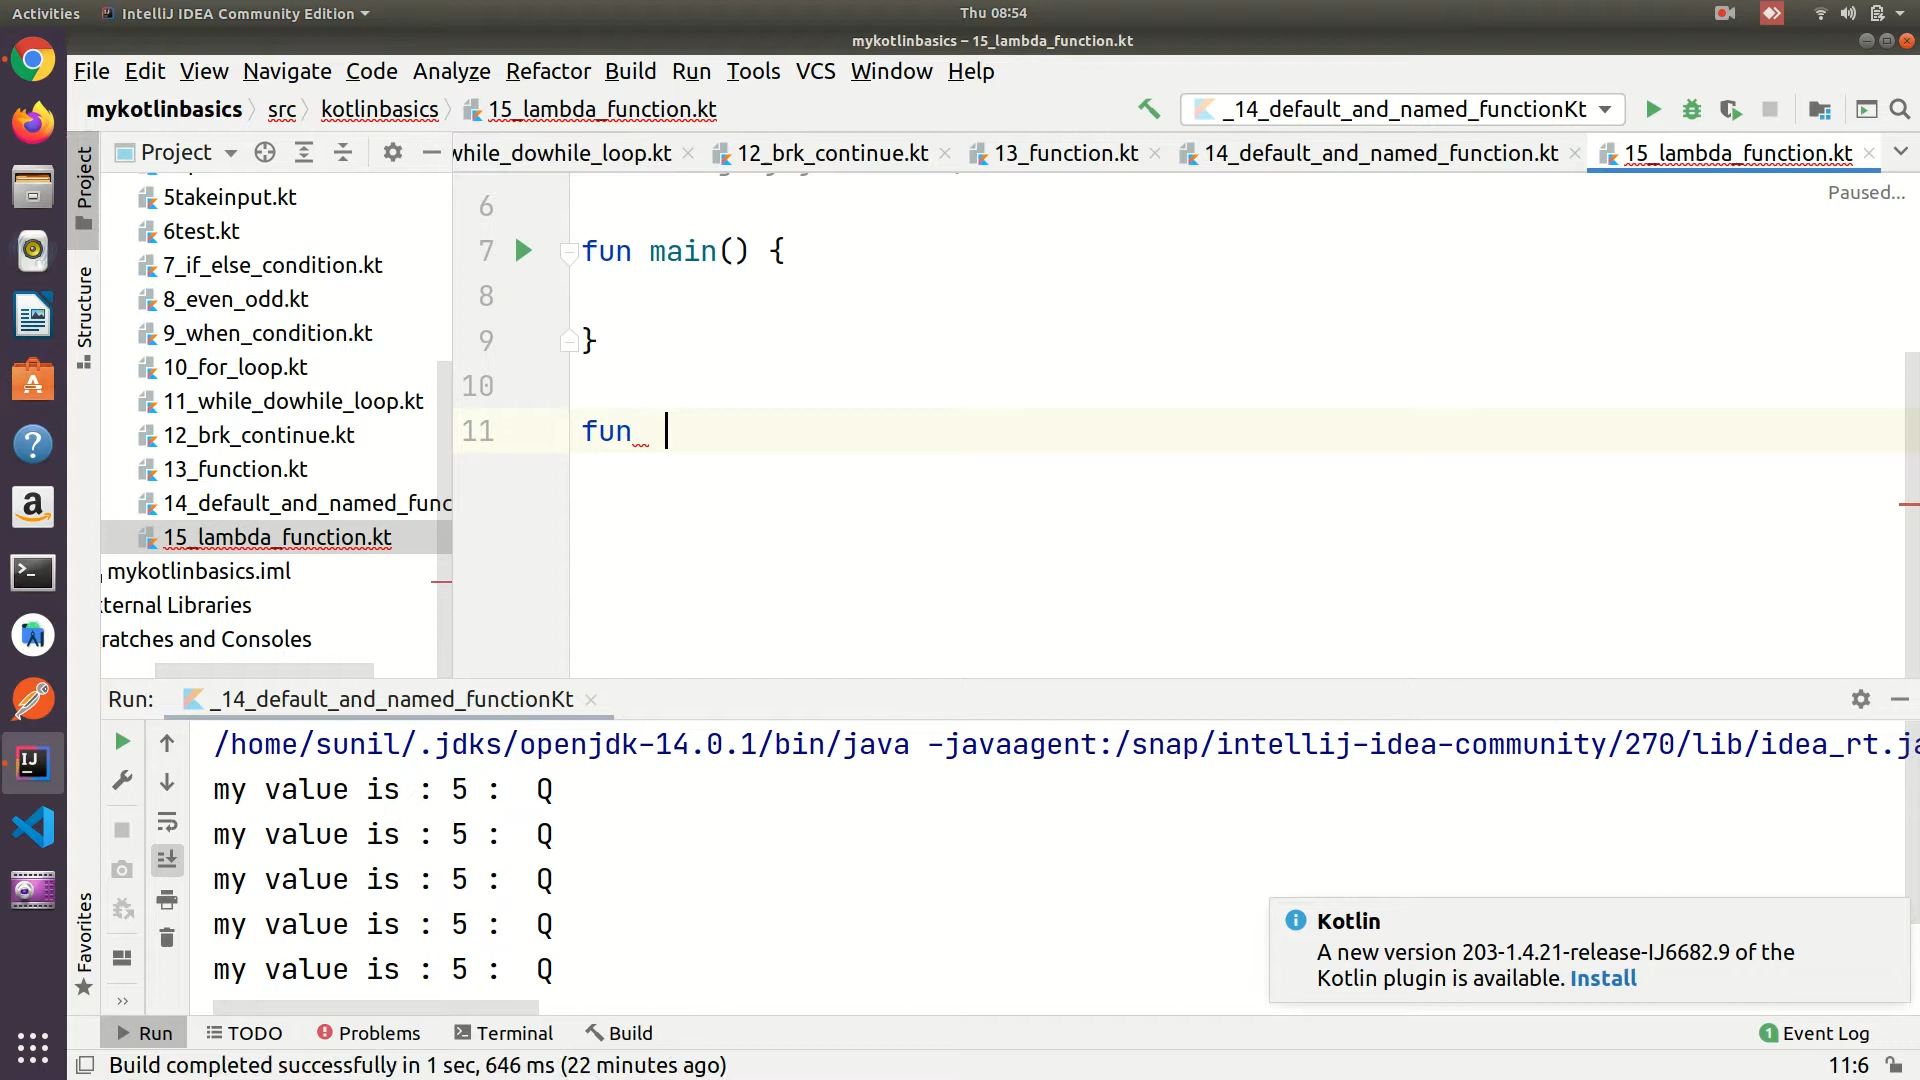 Activities
IntelliJ IDEA Community Edition
Thu 08:54
mykotlinbasics – 15_lambda_function.kt
File Edit View Navigate Code Analyze Refactor Build Run Tools VCS Window Help
mykotlinbasics src kotlinbasics 15_lambda_function.kt
_14_default_and_named_functionKt
Project
while_dowhile_loop.kt 12_brk_continue.kt 13_function.kt 14_default_and_named_function.kt 15_lambda_function.kt
Paused...
Project
Structure
Favorites
5takeinput.kt
6test.kt
7_if_else_condition.kt
8_even_odd.kt
9_when_condition.kt
10_for_loop.kt
11_while_dowhile_loop.kt
12_brk_continue.kt
13_function.kt
14_default_and_named_func
15_lambda_function.kt
mykotlinbasics.iml
ternal Libraries
ratches and Consoles
6
7 fun main() {
8
9 }
10
11 fun
Run: _14_default_and_named_functionKt
/home/sunil/.jdks/openjdk-14.0.1/bin/java -javaagent:/snap/intellij-idea-community/270/lib/idea_rt.ja
my value is : 5 :  Q
my value is : 5 :  Q
my value is : 5 :  Q
my value is : 5 :  Q
my value is : 5 :  Q
Kotlin
A new version 203-1.4.21-release-IJ6682.9 of the
Kotlin plugin is available. Install
Run TODO Problems Terminal Build
1 Event Log
Build completed successfully in 1 sec, 646 ms (22 minutes ago)
11:6